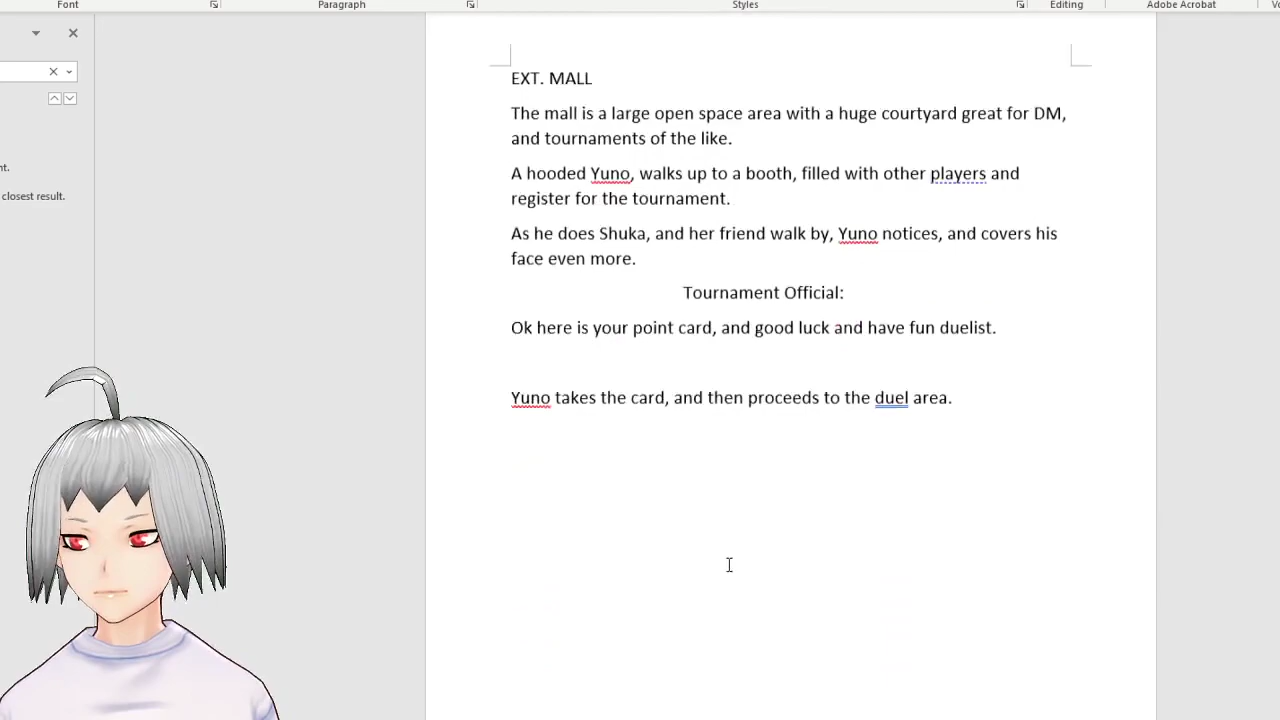 Font
Paragraph
Styles
Editing
Adobe Acrobat
nt.
closest result.
EXT. MALL
The mall is a large open space area with a huge courtyard great for DM,
and tournaments of the like.
A hooded Yuno, walks up to a booth, filled with other players and
register for the tournament.
As he does Shuka, and her friend walk by, Yuno notices, and covers his
face even more.
Tournament Official:
Ok here is your point card, and good luck and have fun duelist.
Yuno takes the card, and then proceeds to the duel area.